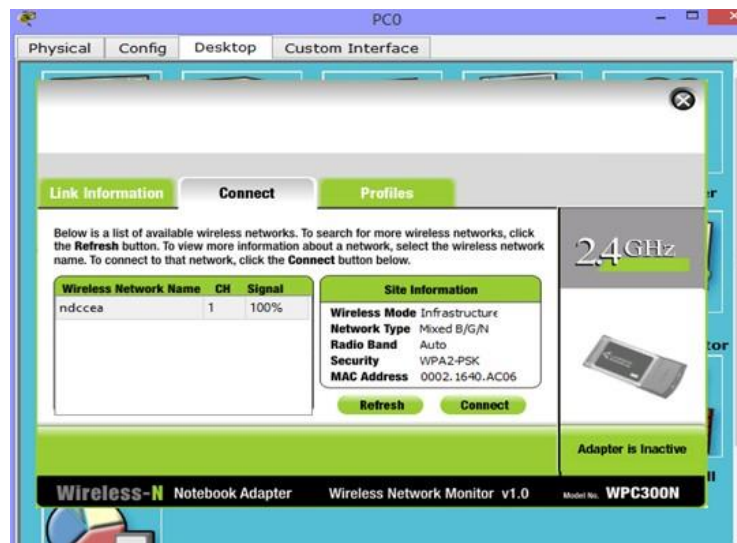 PC0
Physical Config Desktop Custom Interface
Link Information Connect Profiles
Below is a list of available wireless networks. To search for more wireless networks, click
the Refresh button. To view more information about a network, select the wireless network
name. To connect to that network, click the Connect button below.
2.4GHz
Wireless Network Name CH Signal
ndccea 1 100%
Site Information
Wireless Mode Infrastructure
Network Type Mixed B/G/N
Radio Band Auto
Security WPA2-PSK
MAC Address 0002.1640.AC06
Refresh Connect
Adapter is Inactive
Wireless-N Notebook Adapter Wireless Network Monitor v1.0 Model No. WPC300N